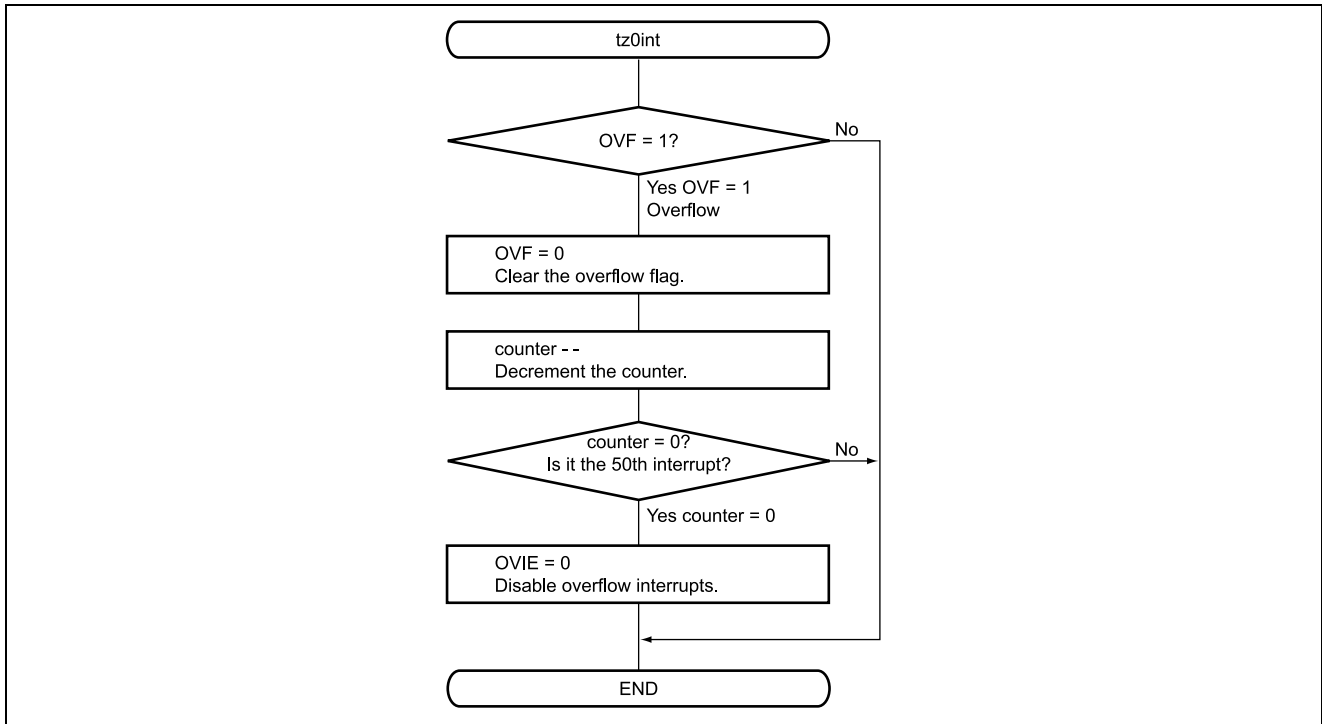 tz0int
OVF = 1?
No
Yes OVF = 1
Overflow
OVF = 0
Clear the overflow flag.
counter - -
Decrement the counter.
counter = 0?
Is it the 50th interrupt?
No
Yes counter = 0
OVIE = 0
Disable overflow interrupts.
END